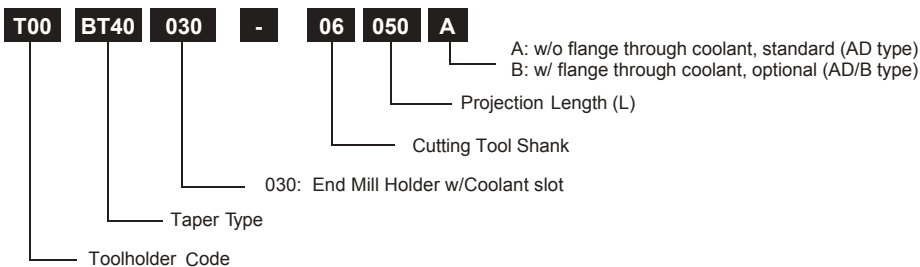 T00 BT40 030 - 06 050 A
A: w/o flange through coolant, standard (AD type)
B: w/ flange through coolant, optional (AD/B type)
Projection Length (L)
Cutting Tool Shank
030: End Mill Holder w/Coolant slot
Taper Type
Toolholder Code